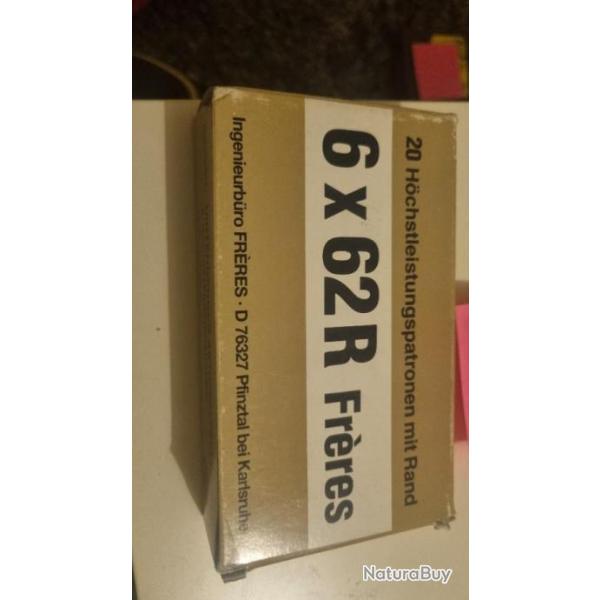 20 Höchstleistungspatronen mit Rand
6 x 62 R Frères
Ingenieurbüro FRÈRES · D 76327 Pfinztal bei Karlsruhe
NaturaBuy